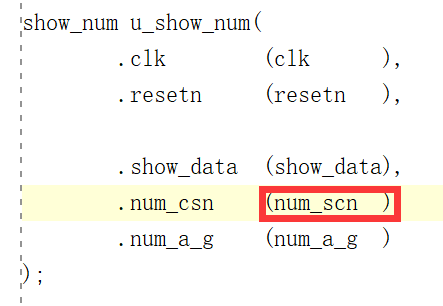 show_num u_show_num(
.clk (clk ),
.resetn (resetn ),
.show_data (show_data),
.num_csn (num_scn )
.num_a_g (num_a_g )
);